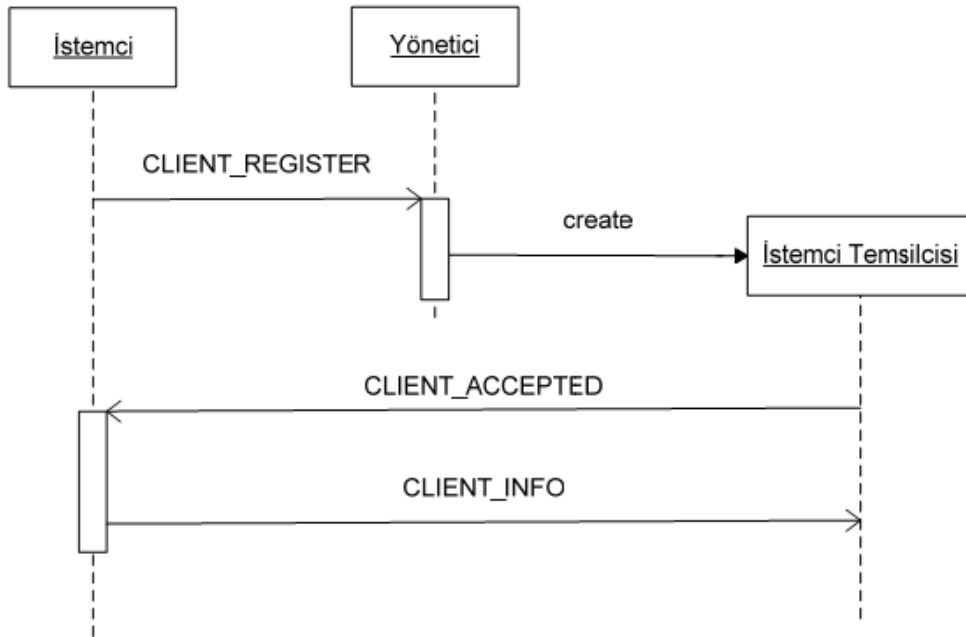 İstemci
Yönetici
CLIENT_REGISTER
create
İstemci Temsilcisi
CLIENT_ACCEPTED
CLIENT_INFO